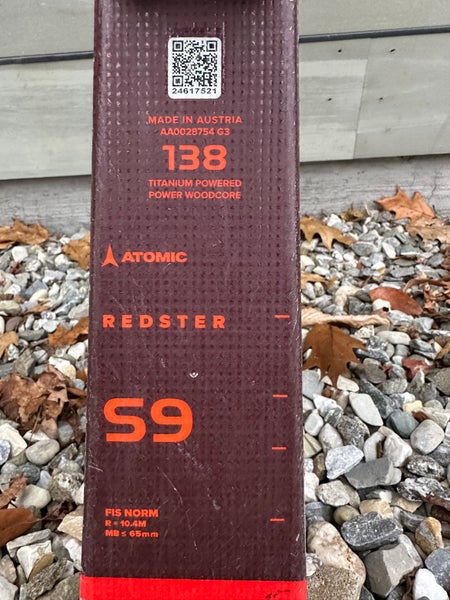 24617521
MADE IN AUSTRIA
AA0028754 G3
138
TITANIUM POWERED
POWER WOODCORE
ATOMIC
REDSTER
S9
FIS NORM
R = 10.4M
MB ≤ 65mm